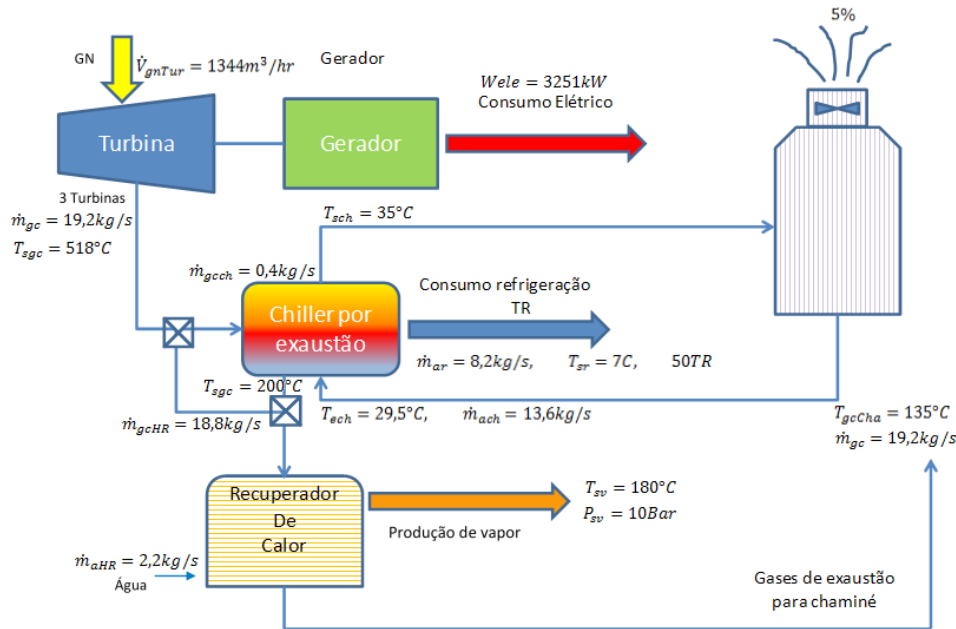 5%
GN
V̇gnTur = 1344m³/hr
Gerador
Wele = 3251kW
Consumo Elétrico
Turbina
Gerador
3 Turbinas
ṁgc = 19,2kg/s
Tsgc = 518°C
Tsch = 35°C
ṁgcch = 0,4kg/s
Chiller por
exaustão
Consumo refrigeração
TR
ṁar = 8,2kg/s, Tsr = 7C, 50TR
Tsgc = 200°C
Tech = 29,5°C, ṁach = 13,6kg/s
ṁgcHR = 18,8kg/s
TgcCha = 135°C
ṁgc = 19,2kg/s
Recuperador
De
Calor
Tsv = 180°C
Psv = 10Bar
Produção de vapor
ṁaHR = 2,2kg/s
Água
Gases de exaustão
para chaminé